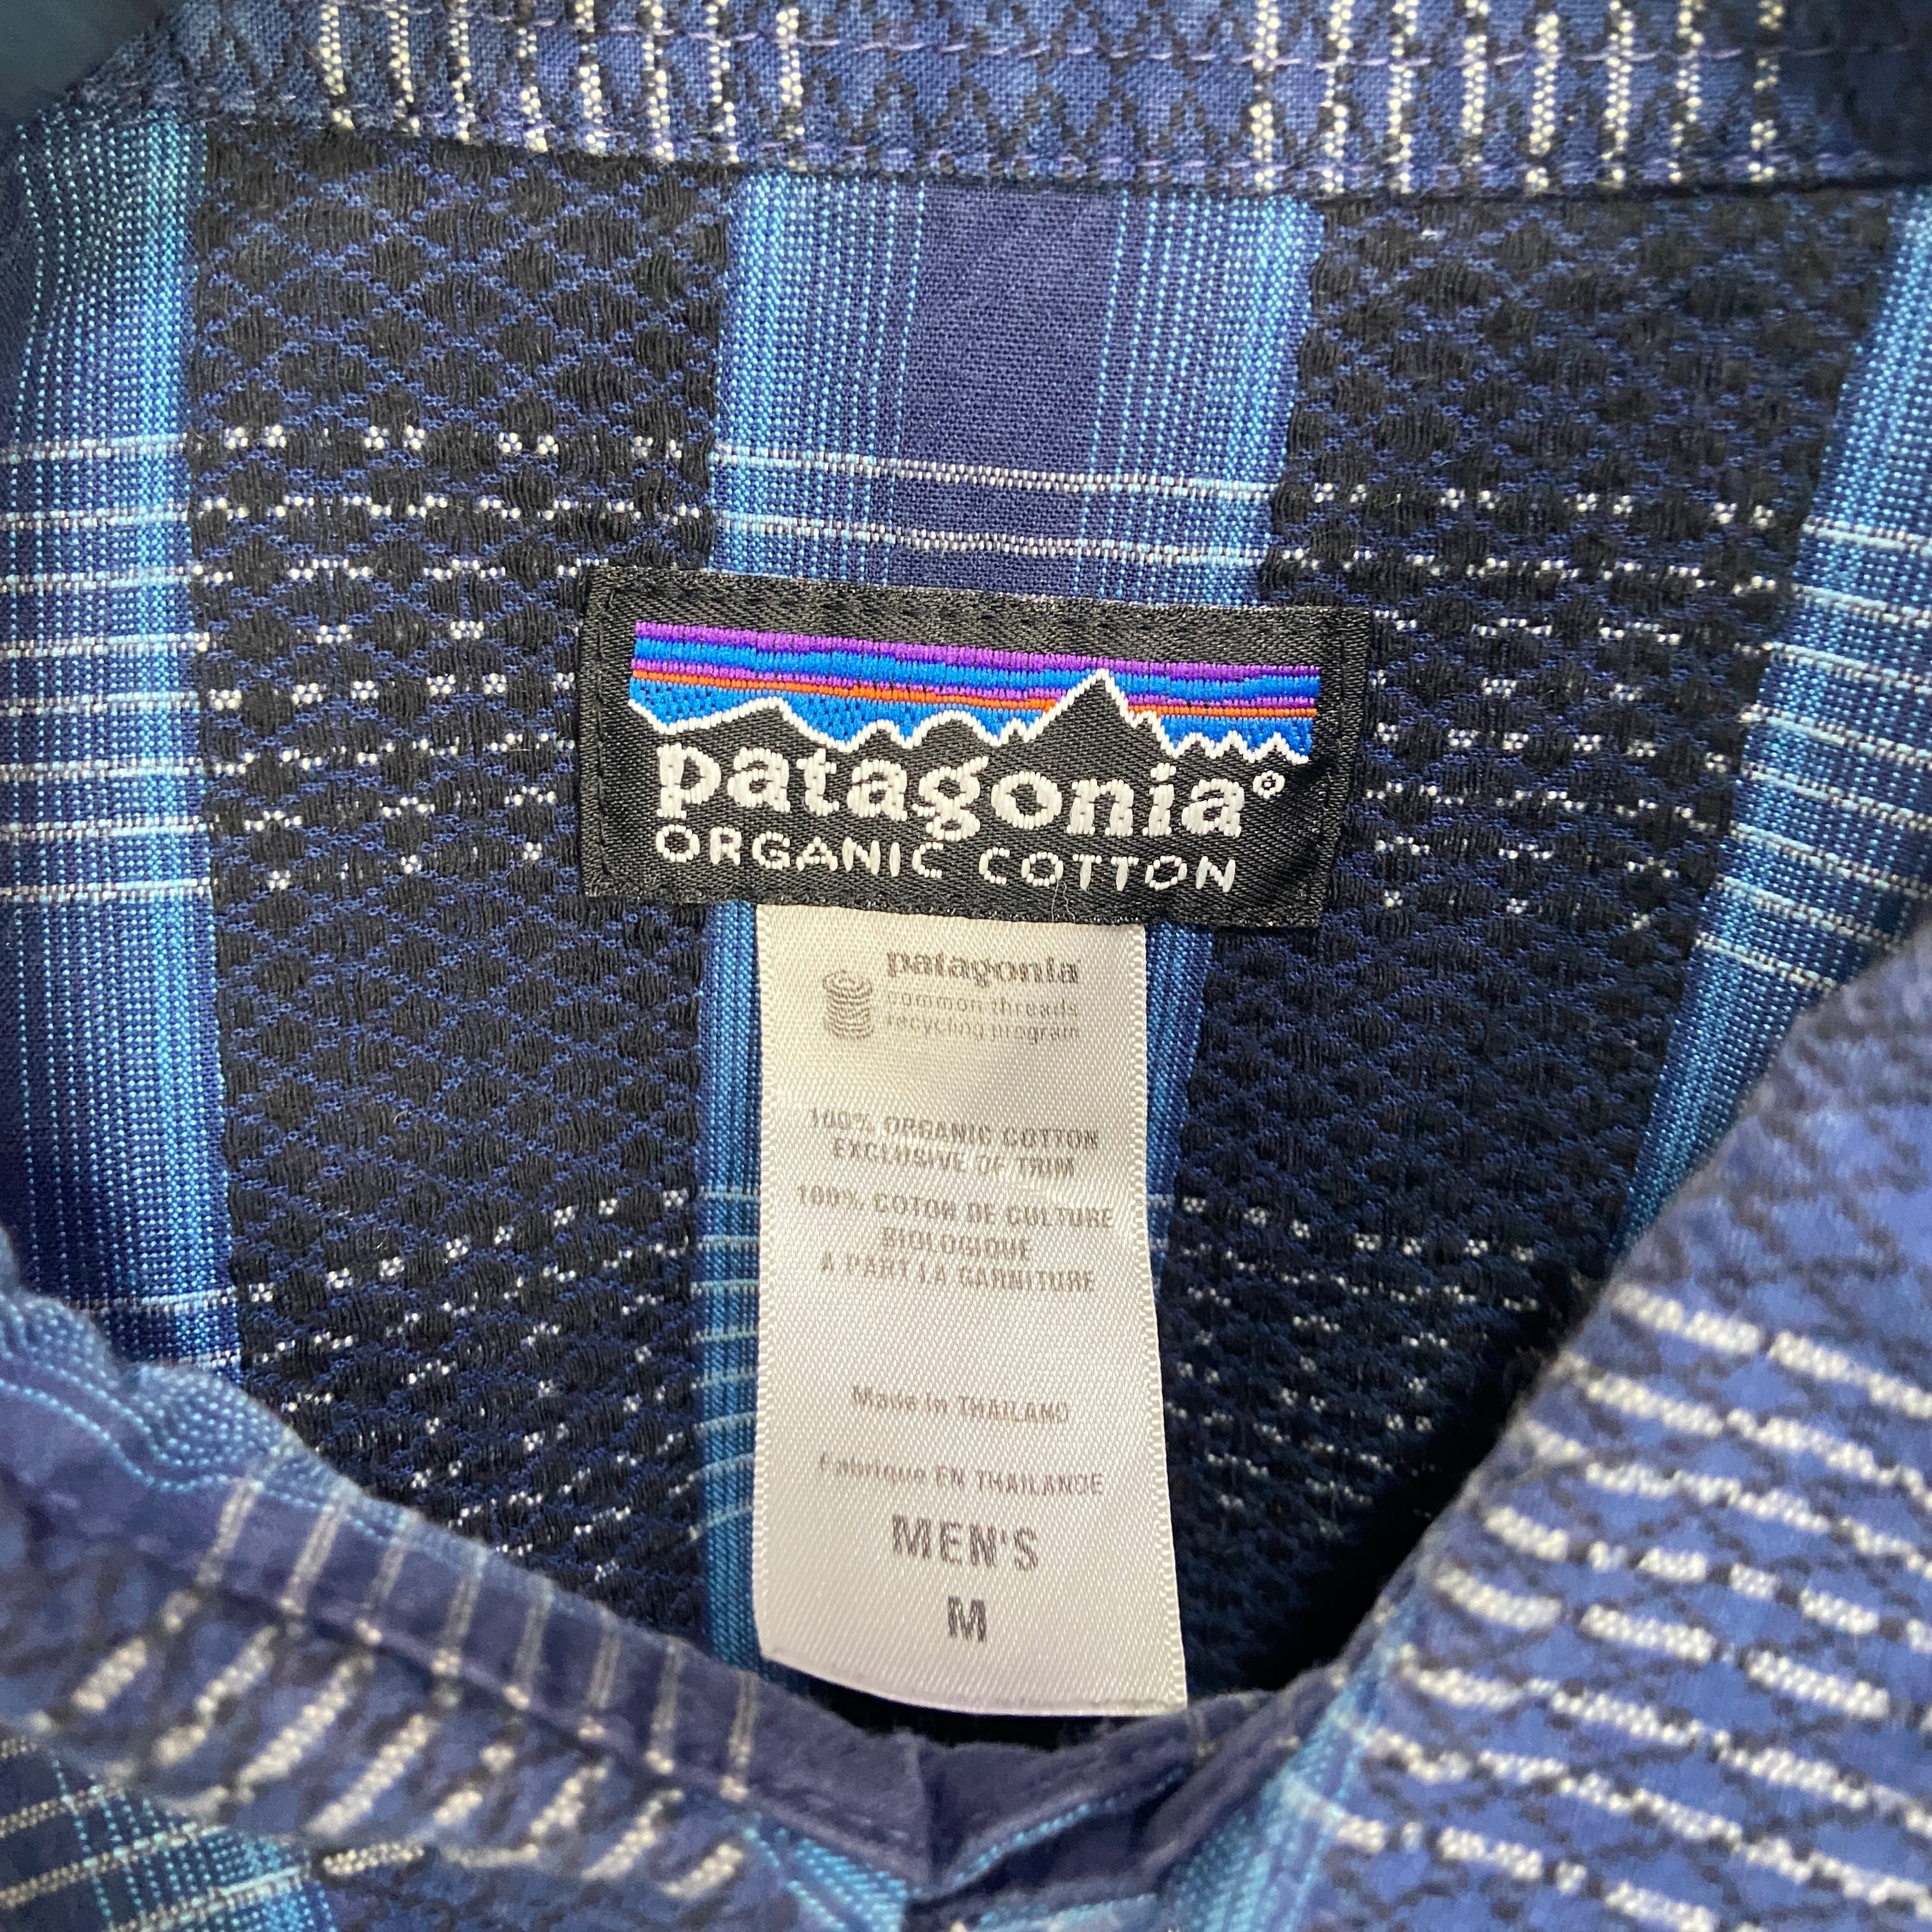 patagonia®
ORGANIC COTTON
patagonia
common threads
recycling program
100% ORGANIC COTTON
EXCLUSIVE OF TRIM
100% COTON DE CULTURE
BIOLOGIQUE
À PART LA GARNITURE
Made in THAILAND
Fabriqué EN THAILANDE
MEN'S
M